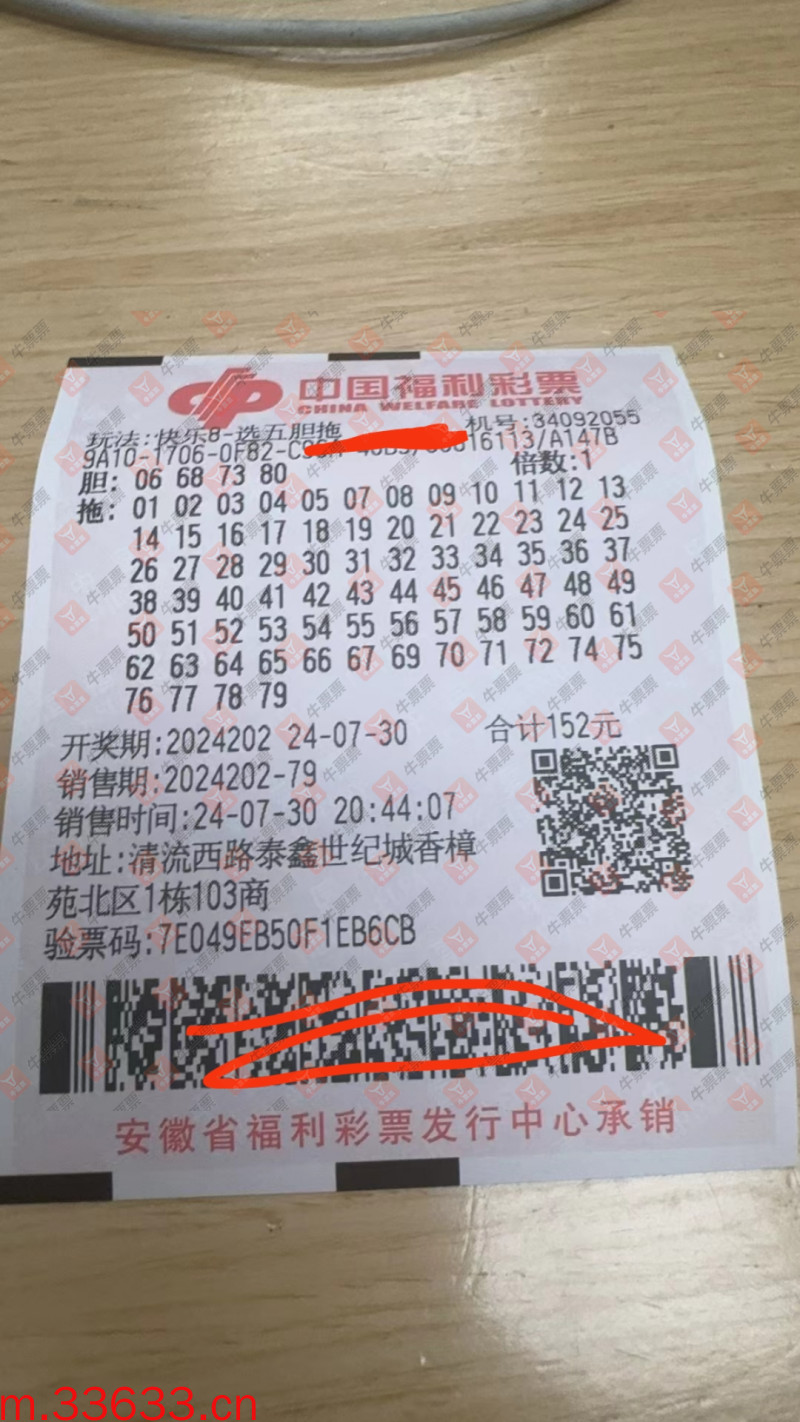 中国福利彩票
CHINA WELFARE LOTTERY
玩法:快乐8-选五胆拖 机号:34092055
9A10-1706-0F82- 16113/A147B
胆: 06 68 73 80 倍数:1
拖: 01 02 03 04 05 07 08 09 10 11 12 13
14 15 16 17 18 19 20 21 22 23 24 25
26 27 28 29 30 31 32 33 34 35 36 37
38 39 40 41 42 43 44 45 46 47 48 49
50 51 52 53 54 55 56 57 58 59 60 61
62 63 64 65 66 67 69 70 71 72 74 75
76 77 78 79
开奖期:2024202 24-07-30 合计152元
销售期:2024202-79
销售时间:24-07-30 20:44:07
地址:清流西路泰鑫世纪城香樟
苑北区1栋103商
验票码:7E049EB50F1EB6CB
安徽省福利彩票发行中心承销
牛票票
m.33633.cn